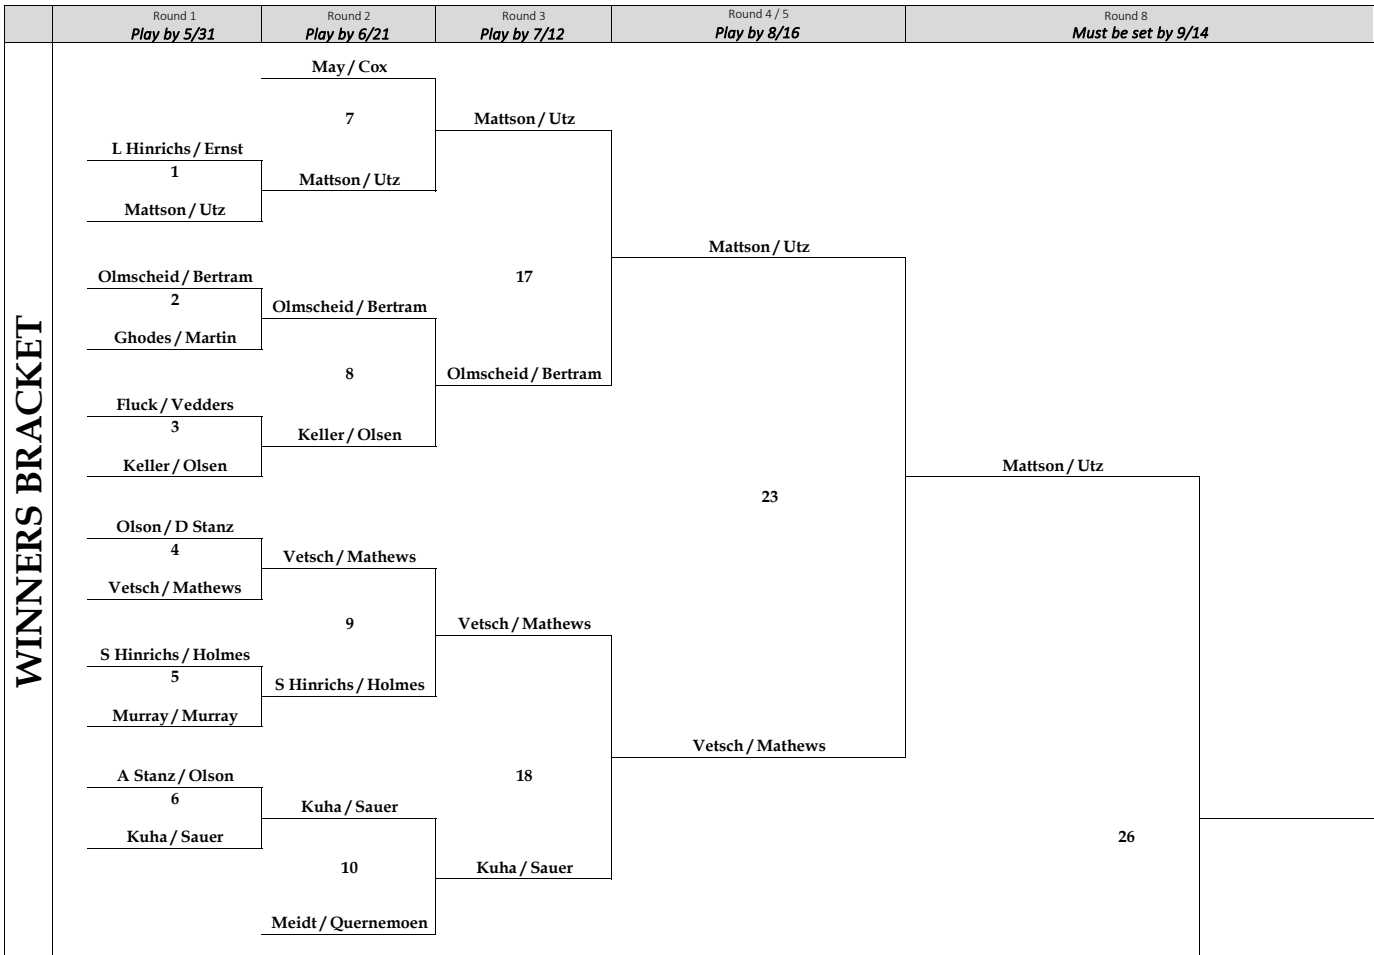 Round 1
Play by 5/31
Round 2
Play by 6/21
Round 3
Play by 7/12
Round 4 / 5
Play by 8/16
Round 8
Must be set by 9/14
WINNERS BRACKET
May / Cox
7
Mattson / Utz
L Hinrichs / Ernst
1
Mattson / Utz
Mattson / Utz
Mattson / Utz
Olmscheid / Bertram
17
2
Olmscheid / Bertram
Ghodes / Martin
8
Olmscheid / Bertram
Fluck / Vedders
3
Keller / Olsen
Keller / Olsen
Mattson / Utz
23
Olson / D Stanz
4
Vetsch / Mathews
Vetsch / Mathews
9
Vetsch / Mathews
S Hinrichs / Holmes
5
S Hinrichs / Holmes
Murray / Murray
Vetsch / Mathews
A Stanz / Olson
18
6
Kuha / Sauer
Kuha / Sauer
26
10
Kuha / Sauer
Meidt / Quernemoen